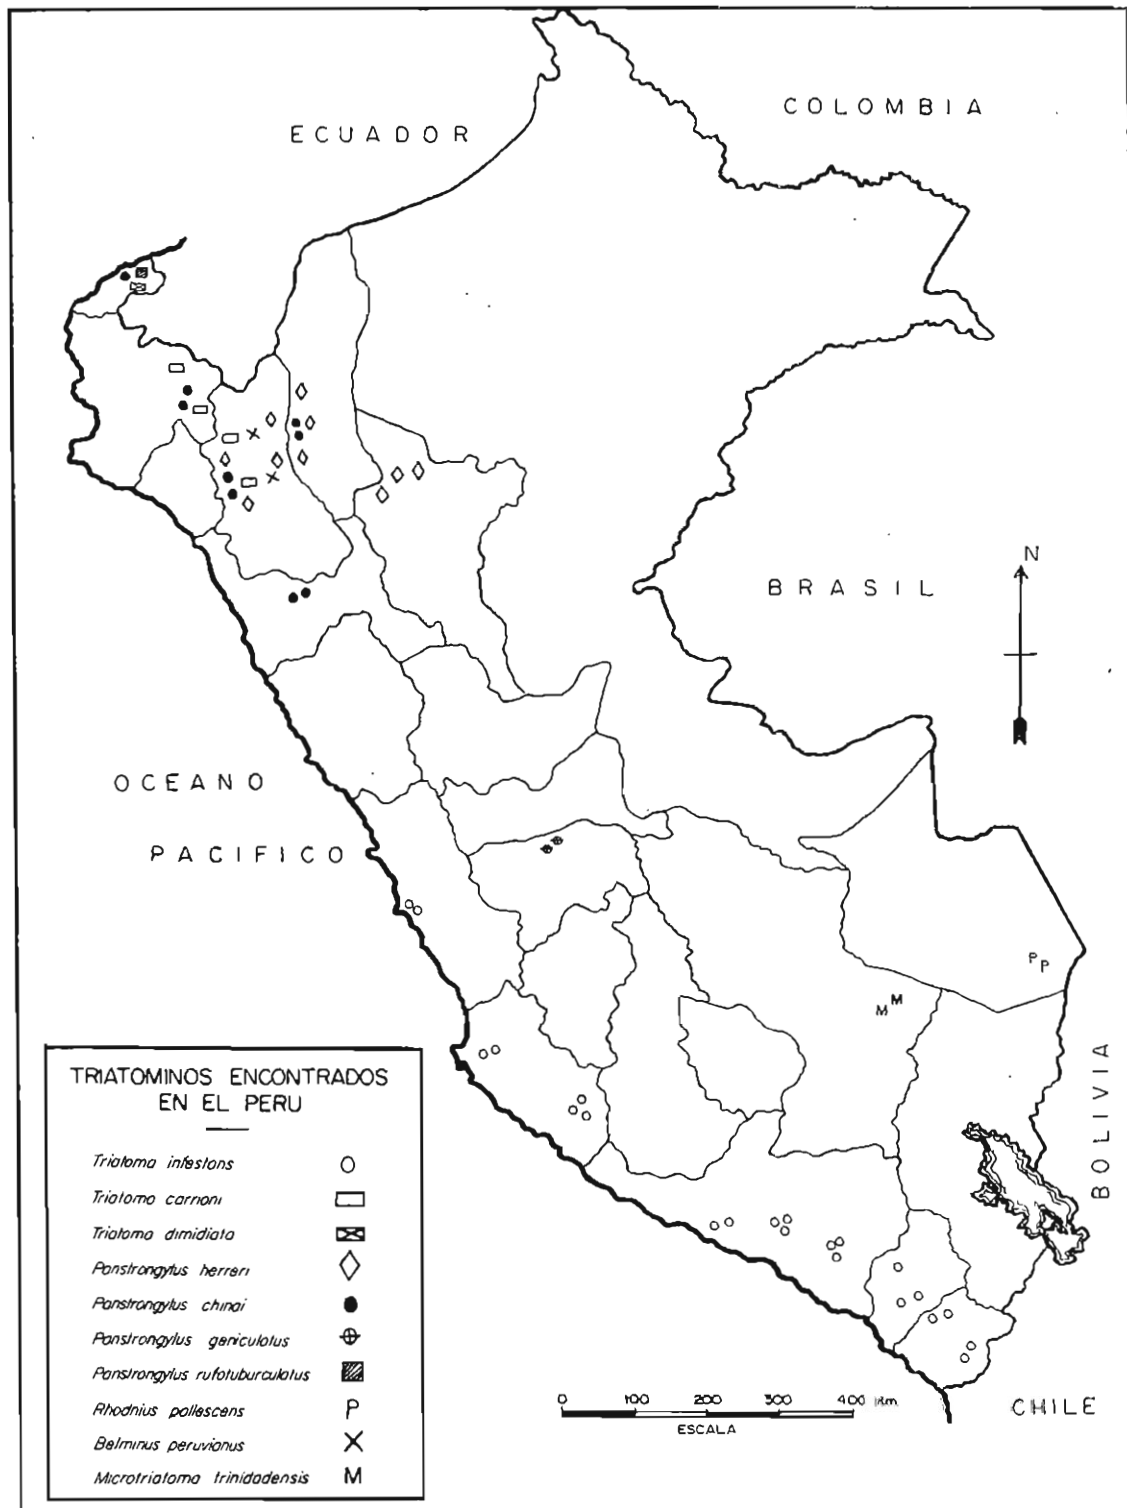 COLOMBIA
ECUADOR
N
BRASIL
OCEANO
PACIFICO
P P
M M
BOLIVIA
TRIATOMINOS ENCONTRADOS
EN EL PERU
Triatoma infestans
Triatoma carrioni
Triatoma dimidiata
Panstrongylus herreri
Panstrongylus chinai
Panstrongylus geniculatus
Panstrongylus rufotuburculatus
Rhodnius pallescens P
Belminus peruvianus
Microtriatoma trinidadensis M
0 100 200 300 400 Km.
ESCALA
CHILE